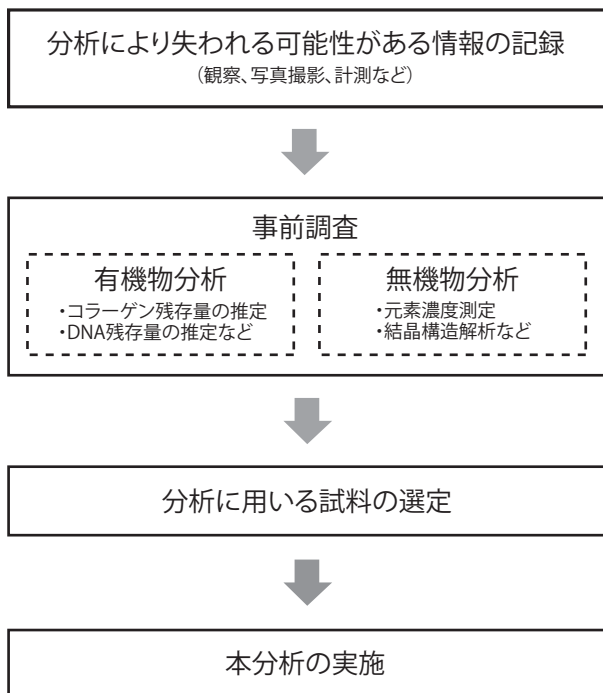 分析により失われる可能性がある情報の記録
（観察、写真撮影、計測など）
事前調査
有機物分析
・コラーゲン残存量の推定
・DNA残存量の推定など
無機物分析
・元素濃度測定
・結晶構造解析など
分析に用いる試料の選定
本分析の実施